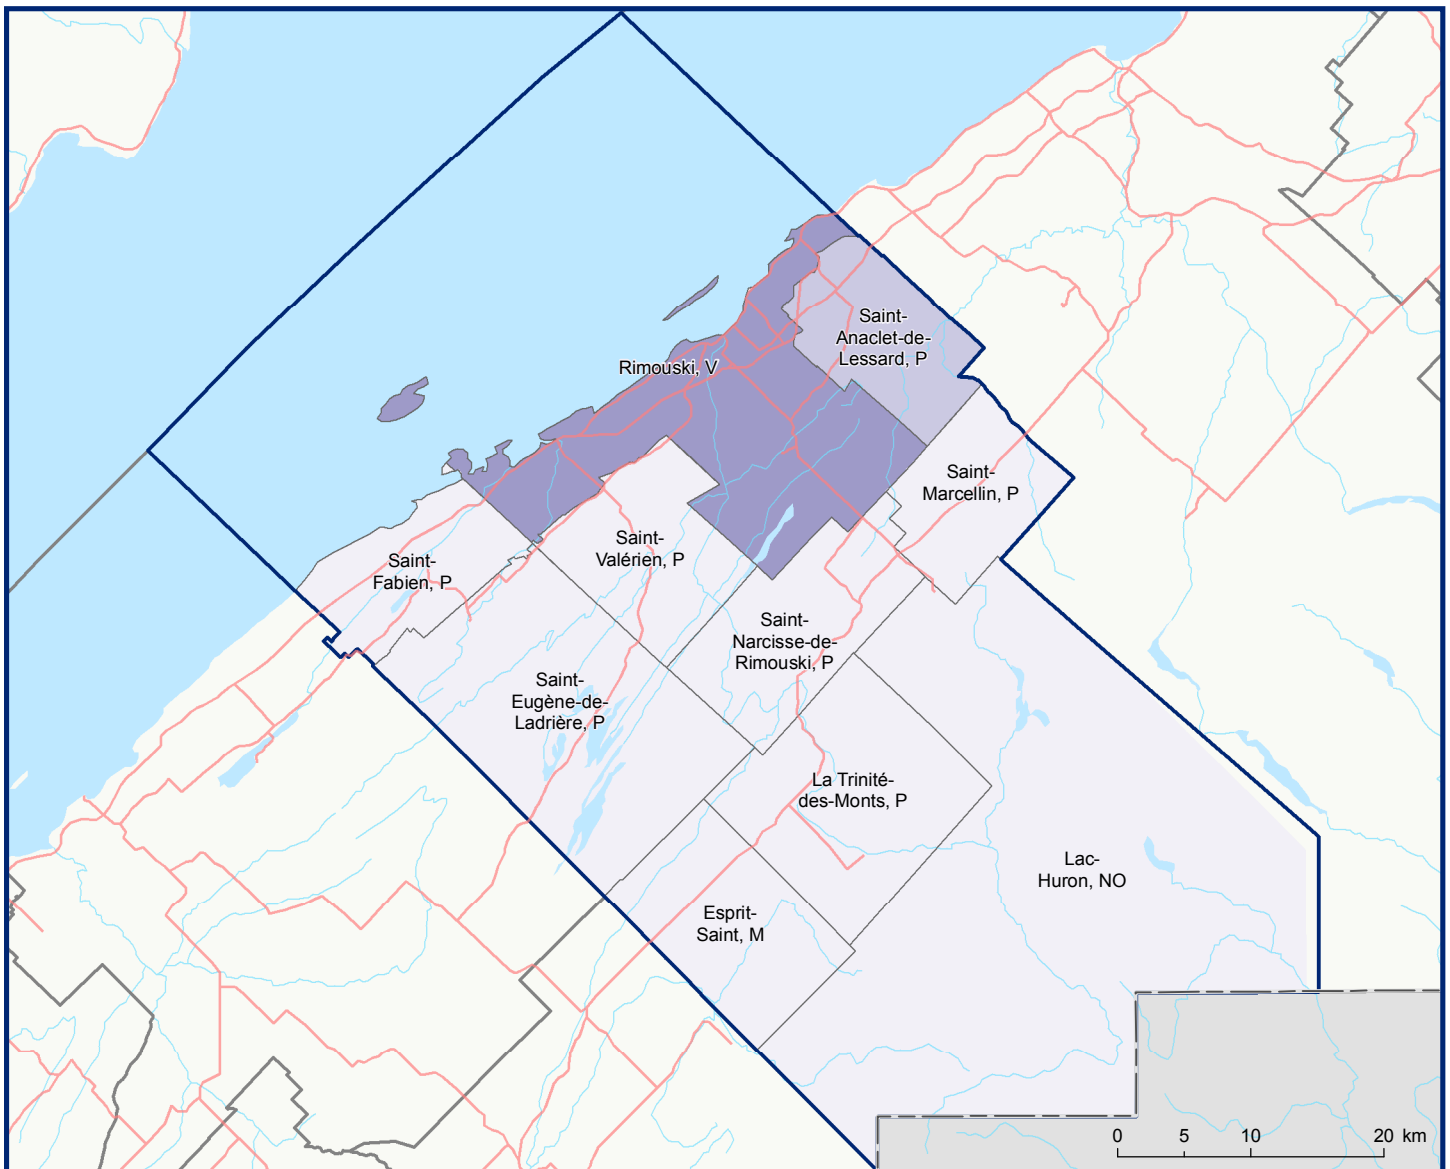 Saint-
Anaclet-de-
Lessard, P
Rimouski, V
Saint-
Marcellin, P
Saint-
Valérien, P
Saint-
Fabien, P
Saint-
Narcisse-de-
Rimouski, P
Saint-
Eugène-de-
Ladrière, P
La Trinité-
des-Monts, P
Lac-
Huron, NO
Esprit-
Saint, M
0 5 10 20 km